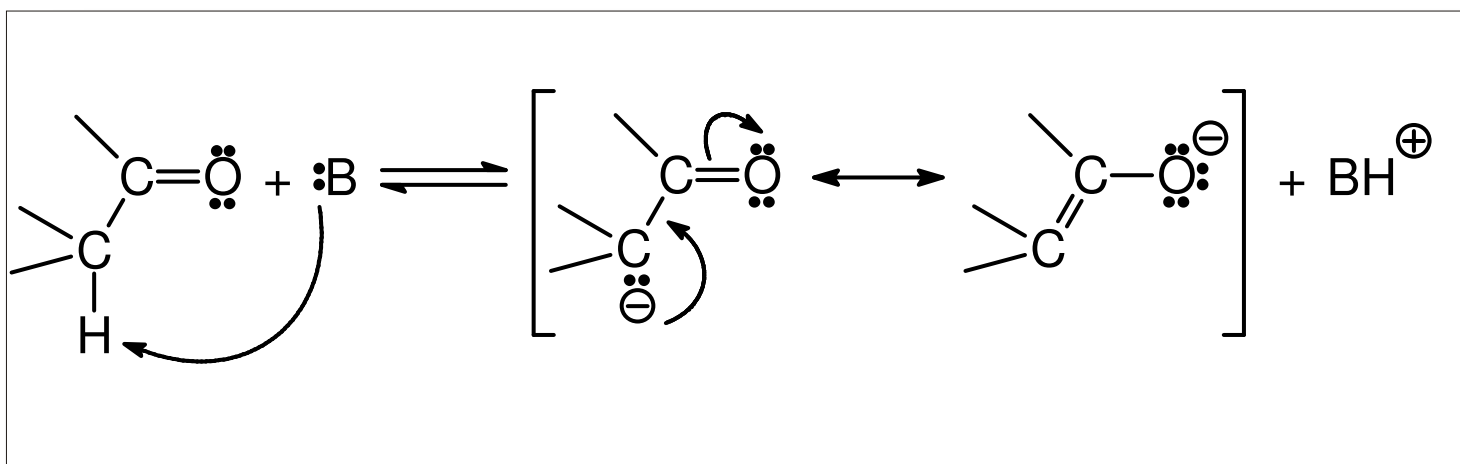 C=O + :B ⇌ [ C=O ↔ C—O ⊖ ] + BH ⊕
C C C
H ⊖